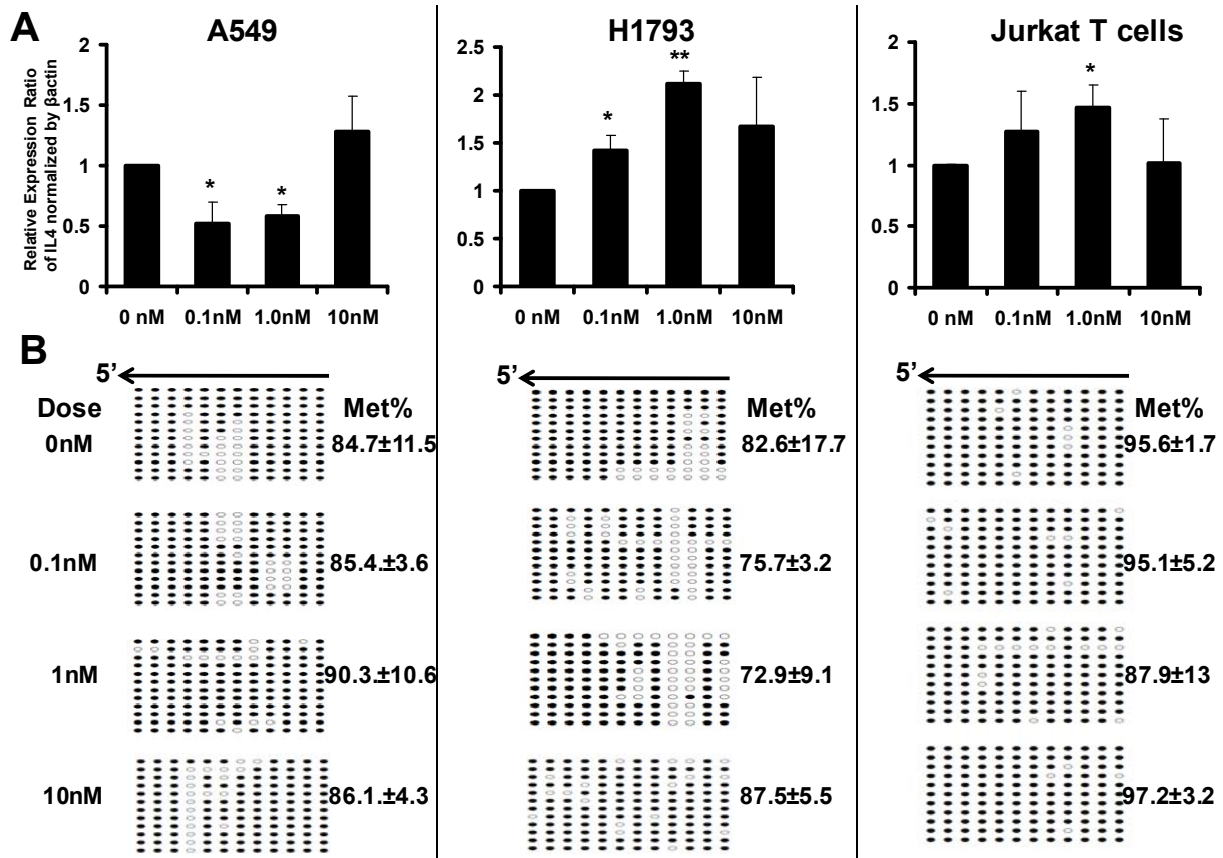 A
A549
H1793
Jurkat T cells
Relative Expression Ratio
of IL4 normalized by βactin
2
1.5
1
0.5
0
*
*
0 nM
0.1nM
1.0nM
10nM
2.5
2
1.5
1
0.5
0
*
**
0 nM
0.1nM
1.0nM
10nM
2
1.5
1
0.5
0
*
0 nM
0.1nM
1.0nM
10nM
B
5’
5’
5’
Dose
Met%
Met%
Met%
0nM
84.7±11.5
82.6±17.7
95.6±1.7
0.1nM
85.4.±3.6
75.7±3.2
95.1±5.2
1nM
90.3.±10.6
72.9±9.1
87.9±13
10nM
86.1.±4.3
87.5±5.5
97.2±3.2